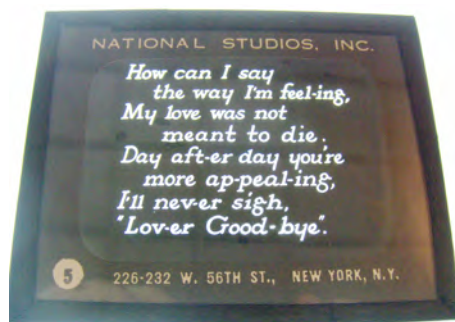 NATIONAL STUDIOS, INC.
How can I say
the way I'm feel-ing,
My love was not
meant to die.
Day aft-er day you're
more ap-peal-ing,
I'll nev-er sigh,
"Lov-er Good-bye".
5
226-232 W. 56TH ST., NEW YORK, N.Y.